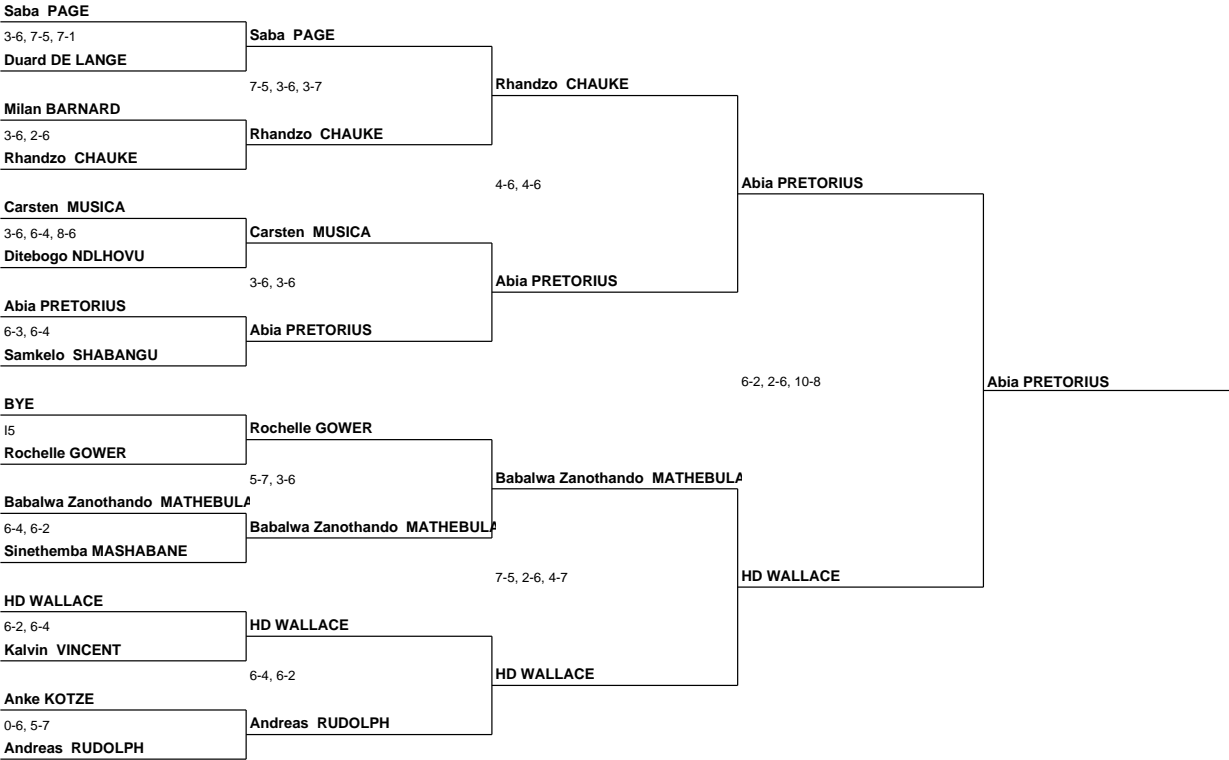 Saba PAGE
3-6, 7-5, 7-1
Duard DE LANGE
Milan BARNARD
3-6, 2-6
Rhandzo CHAUKE
Carsten MUSICA
3-6, 6-4, 8-6
Ditebogo NDLHOVU
Abia PRETORIUS
6-3, 6-4
Samkelo SHABANGU
BYE
I5
Rochelle GOWER
Babalwa Zanothando MATHEBULA
6-4, 6-2
Sinethemba MASHABANE
HD WALLACE
6-2, 6-4
Kalvin VINCENT
Anke KOTZE
0-6, 5-7
Andreas RUDOLPH
Saba PAGE
7-5, 3-6, 3-7
Rhandzo CHAUKE
Carsten MUSICA
3-6, 3-6
Abia PRETORIUS
Rochelle GOWER
5-7, 3-6
Babalwa Zanothando MATHEBULA
HD WALLACE
6-4, 6-2
Andreas RUDOLPH
Rhandzo CHAUKE
4-6, 4-6
Abia PRETORIUS
Babalwa Zanothando MATHEBULA
7-5, 2-6, 4-7
HD WALLACE
Abia PRETORIUS
6-2, 2-6, 10-8
HD WALLACE
Abia PRETORIUS